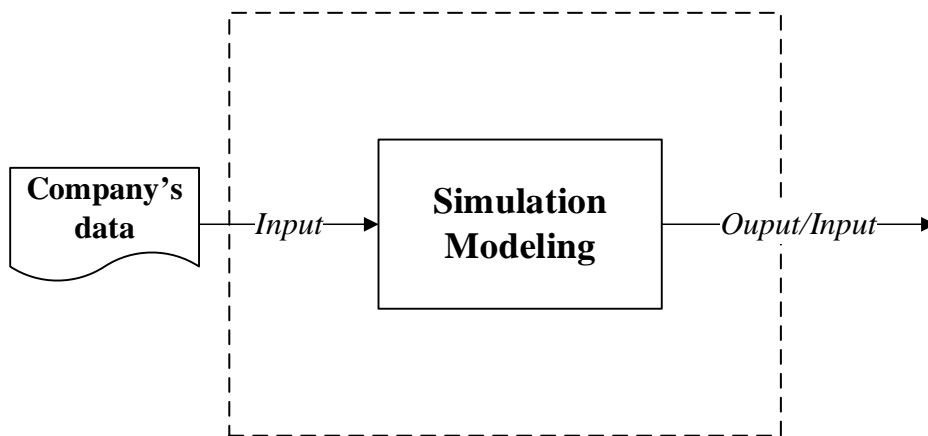 Company’s
data
Input
Simulation
Modeling
Ouput/Input